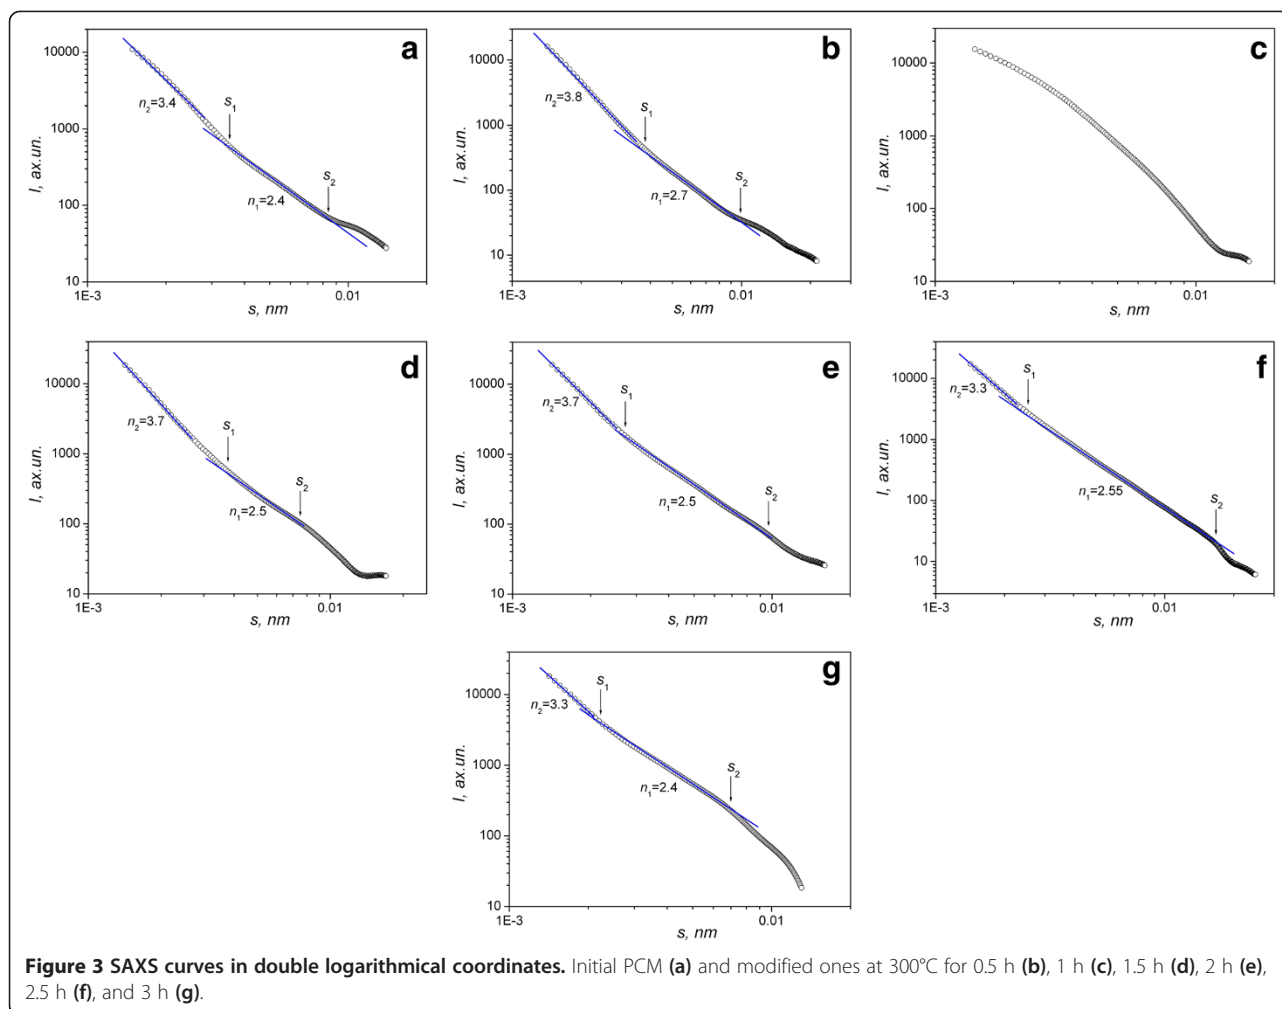 a
I, ax.un.
10000
1000
100
10
n2=3.4
s1
n1=2.4
s2
1E-3
0.01
s, nm
b
I, ax.un.
10000
1000
100
10
n2=3.8
s1
n1=2.7
s2
1E-3
0.01
s, nm
c
I, ax.un.
10000
1000
100
10
1E-3
0.01
s, nm
d
I, ax.un.
10000
1000
100
10
n2=3.7
s1
n1=2.5
s2
1E-3
0.01
s, nm
e
I, ax.un.
10000
1000
100
10
n2=3.7
s1
n1=2.5
s2
1E-3
0.01
s, nm
f
I, ax.un.
10000
1000
100
10
n2=3.3
s1
n1=2.55
s2
1E-3
0.01
s, nm
g
I, ax.un.
10000
1000
100
10
n2=3.3
s1
n1=2.4
s2
1E-3
0.01
s, nm
Figure 3 SAXS curves in double logarithmical coordinates. Initial PCM (a) and modified ones at 300°C for 0.5 h (b), 1 h (c), 1.5 h (d), 2 h (e),
2.5 h (f), and 3 h (g).